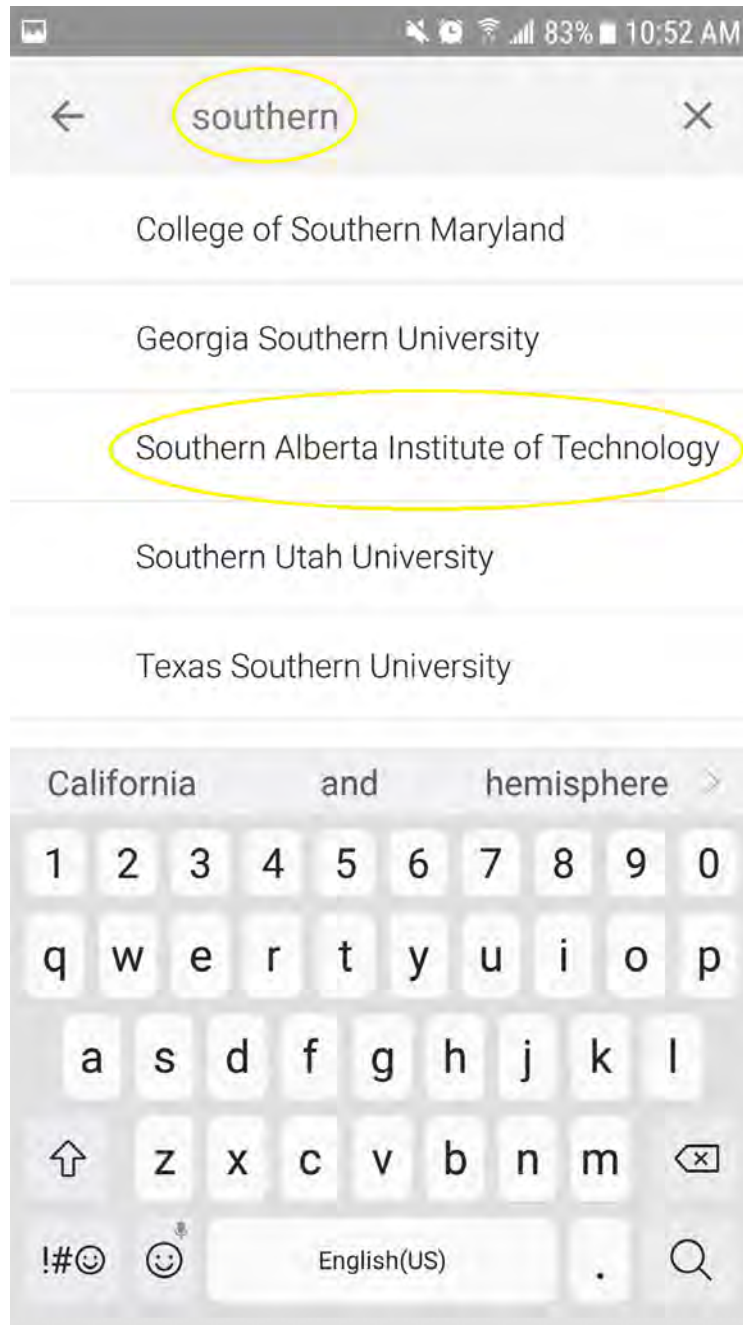 83% 10:52 AM
southern
College of Southern Maryland
Georgia Southern University
Southern Alberta Institute of Technology
Southern Utah University
Texas Southern University
California and hemisphere
1 2 3 4 5 6 7 8 9 0
q w e r t y u i o p
a s d f g h j k l
z x c v b n m
!#☺ English(US) .